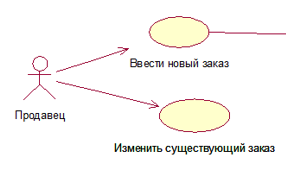 Ввести новый заказ
Продавец
Изменить существующий заказ